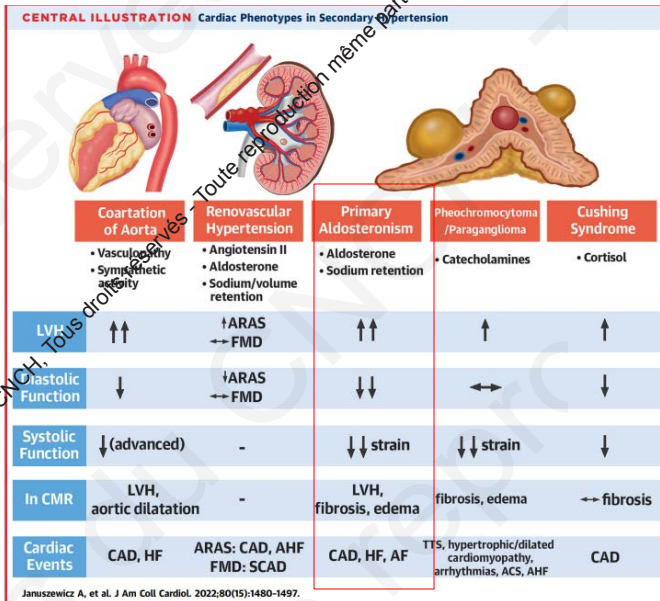 CENTRAL ILLUSTRATION Cardiac Phenotypes in Secondary Hypertension
Coartation
of Aorta
Renovascular
Hypertension
Primary
Aldosteronism
Pheochromocytoma
/Paraganglioma
Cushing
Syndrome
• Vasculopathy
• Sympathetic
activity
• Angiotensin II
• Aldosterone
• Sodium/volume
retention
• Aldosterone
• Sodium retention
• Catecholamines
• Cortisol
LVH
↑↑
↑ARAS
↔FMD
↑↑
↑
↑
Diastolic
Function
↓
↓ARAS
↔FMD
↓↓
↔
↓
Systolic
Function
↓(advanced)
-
↓↓ strain
↓↓ strain
↓
In CMR
LVH,
aortic dilatation
-
LVH,
fibrosis, edema
fibrosis, edema
↔ fibrosis
Cardiac
Events
CAD, HF
ARAS: CAD, AHF
FMD: SCAD
CAD, HF, AF
TTS, hypertrophic/dilated
cardiomyopathy,
arrhythmias, ACS, AHF
CAD
Januszewicz A, et al. J Am Coll Cardiol. 2022;80(15):1480-1497.
CNCH, Tous droits réservés - Toute reproduction même part